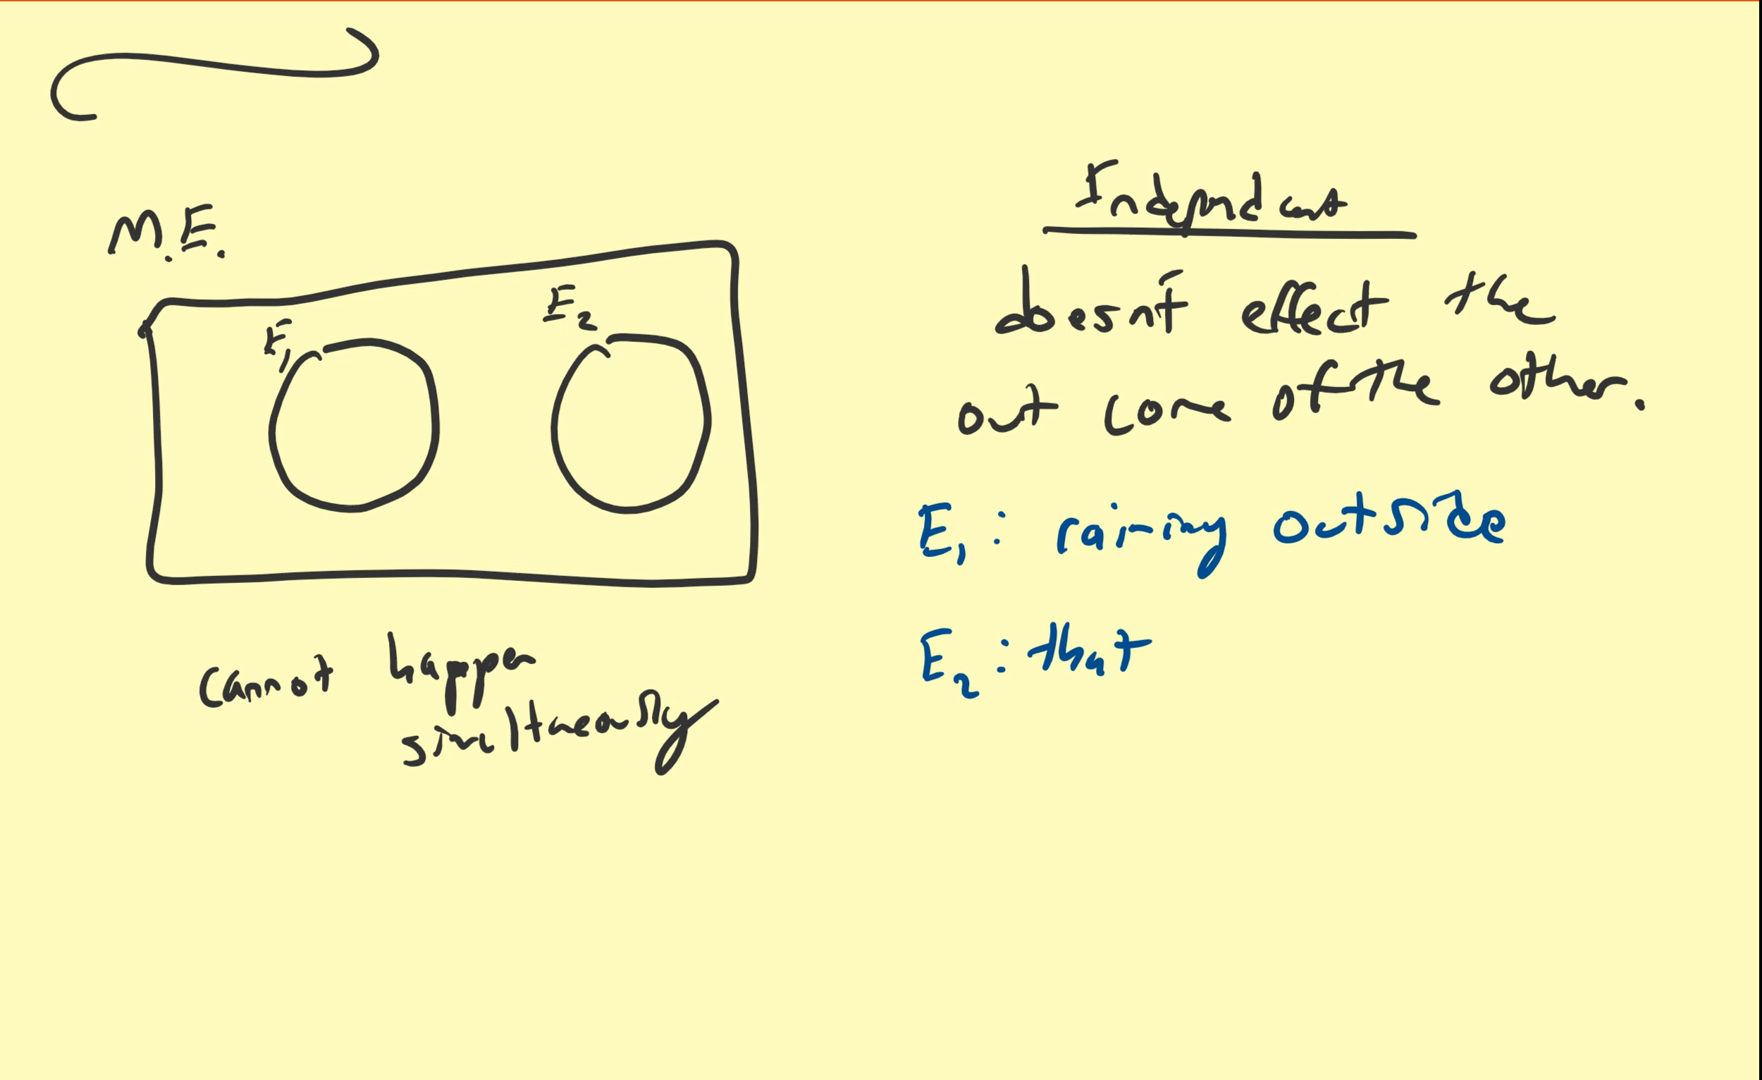 M.E.
E₁
E₂
cannot happen
simultaneously
Independent
doesn't effect the
out come of the other.
E₁: raining outside
E₂: that